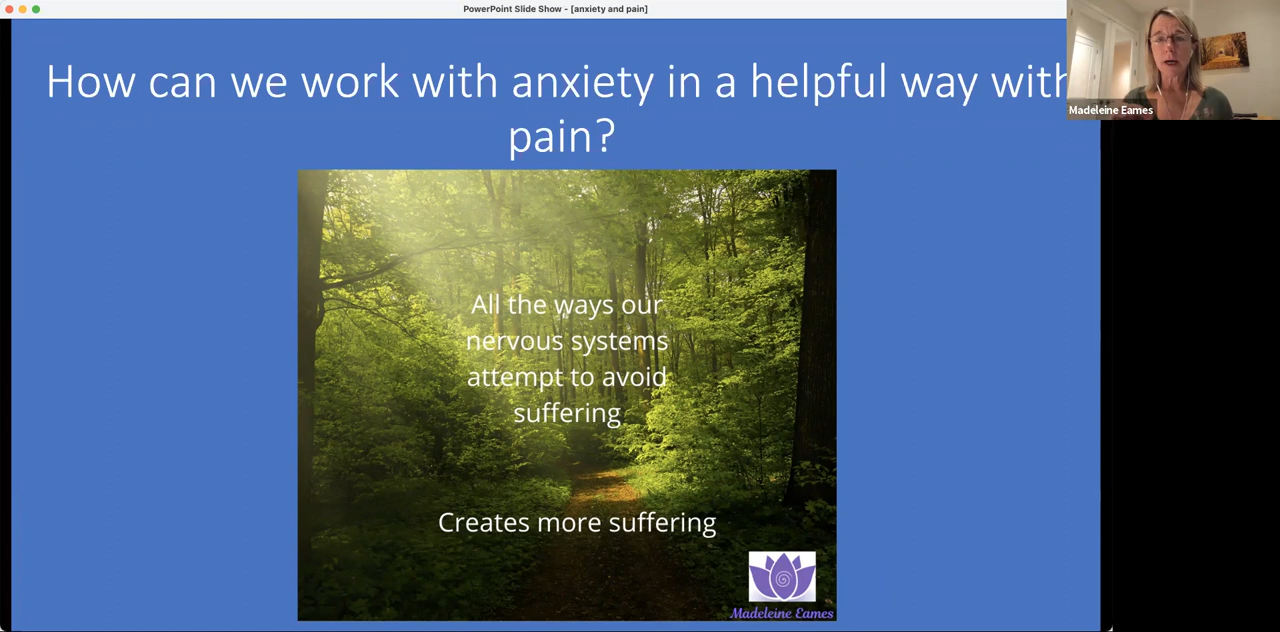 PowerPoint Slide Show - [anxiety and pain]
How can we work with anxiety in a helpful way with
pain?
Madeleine Eames
All the ways our
nervous systems
attempt to avoid
suffering
Creates more suffering
Madeleine Eames